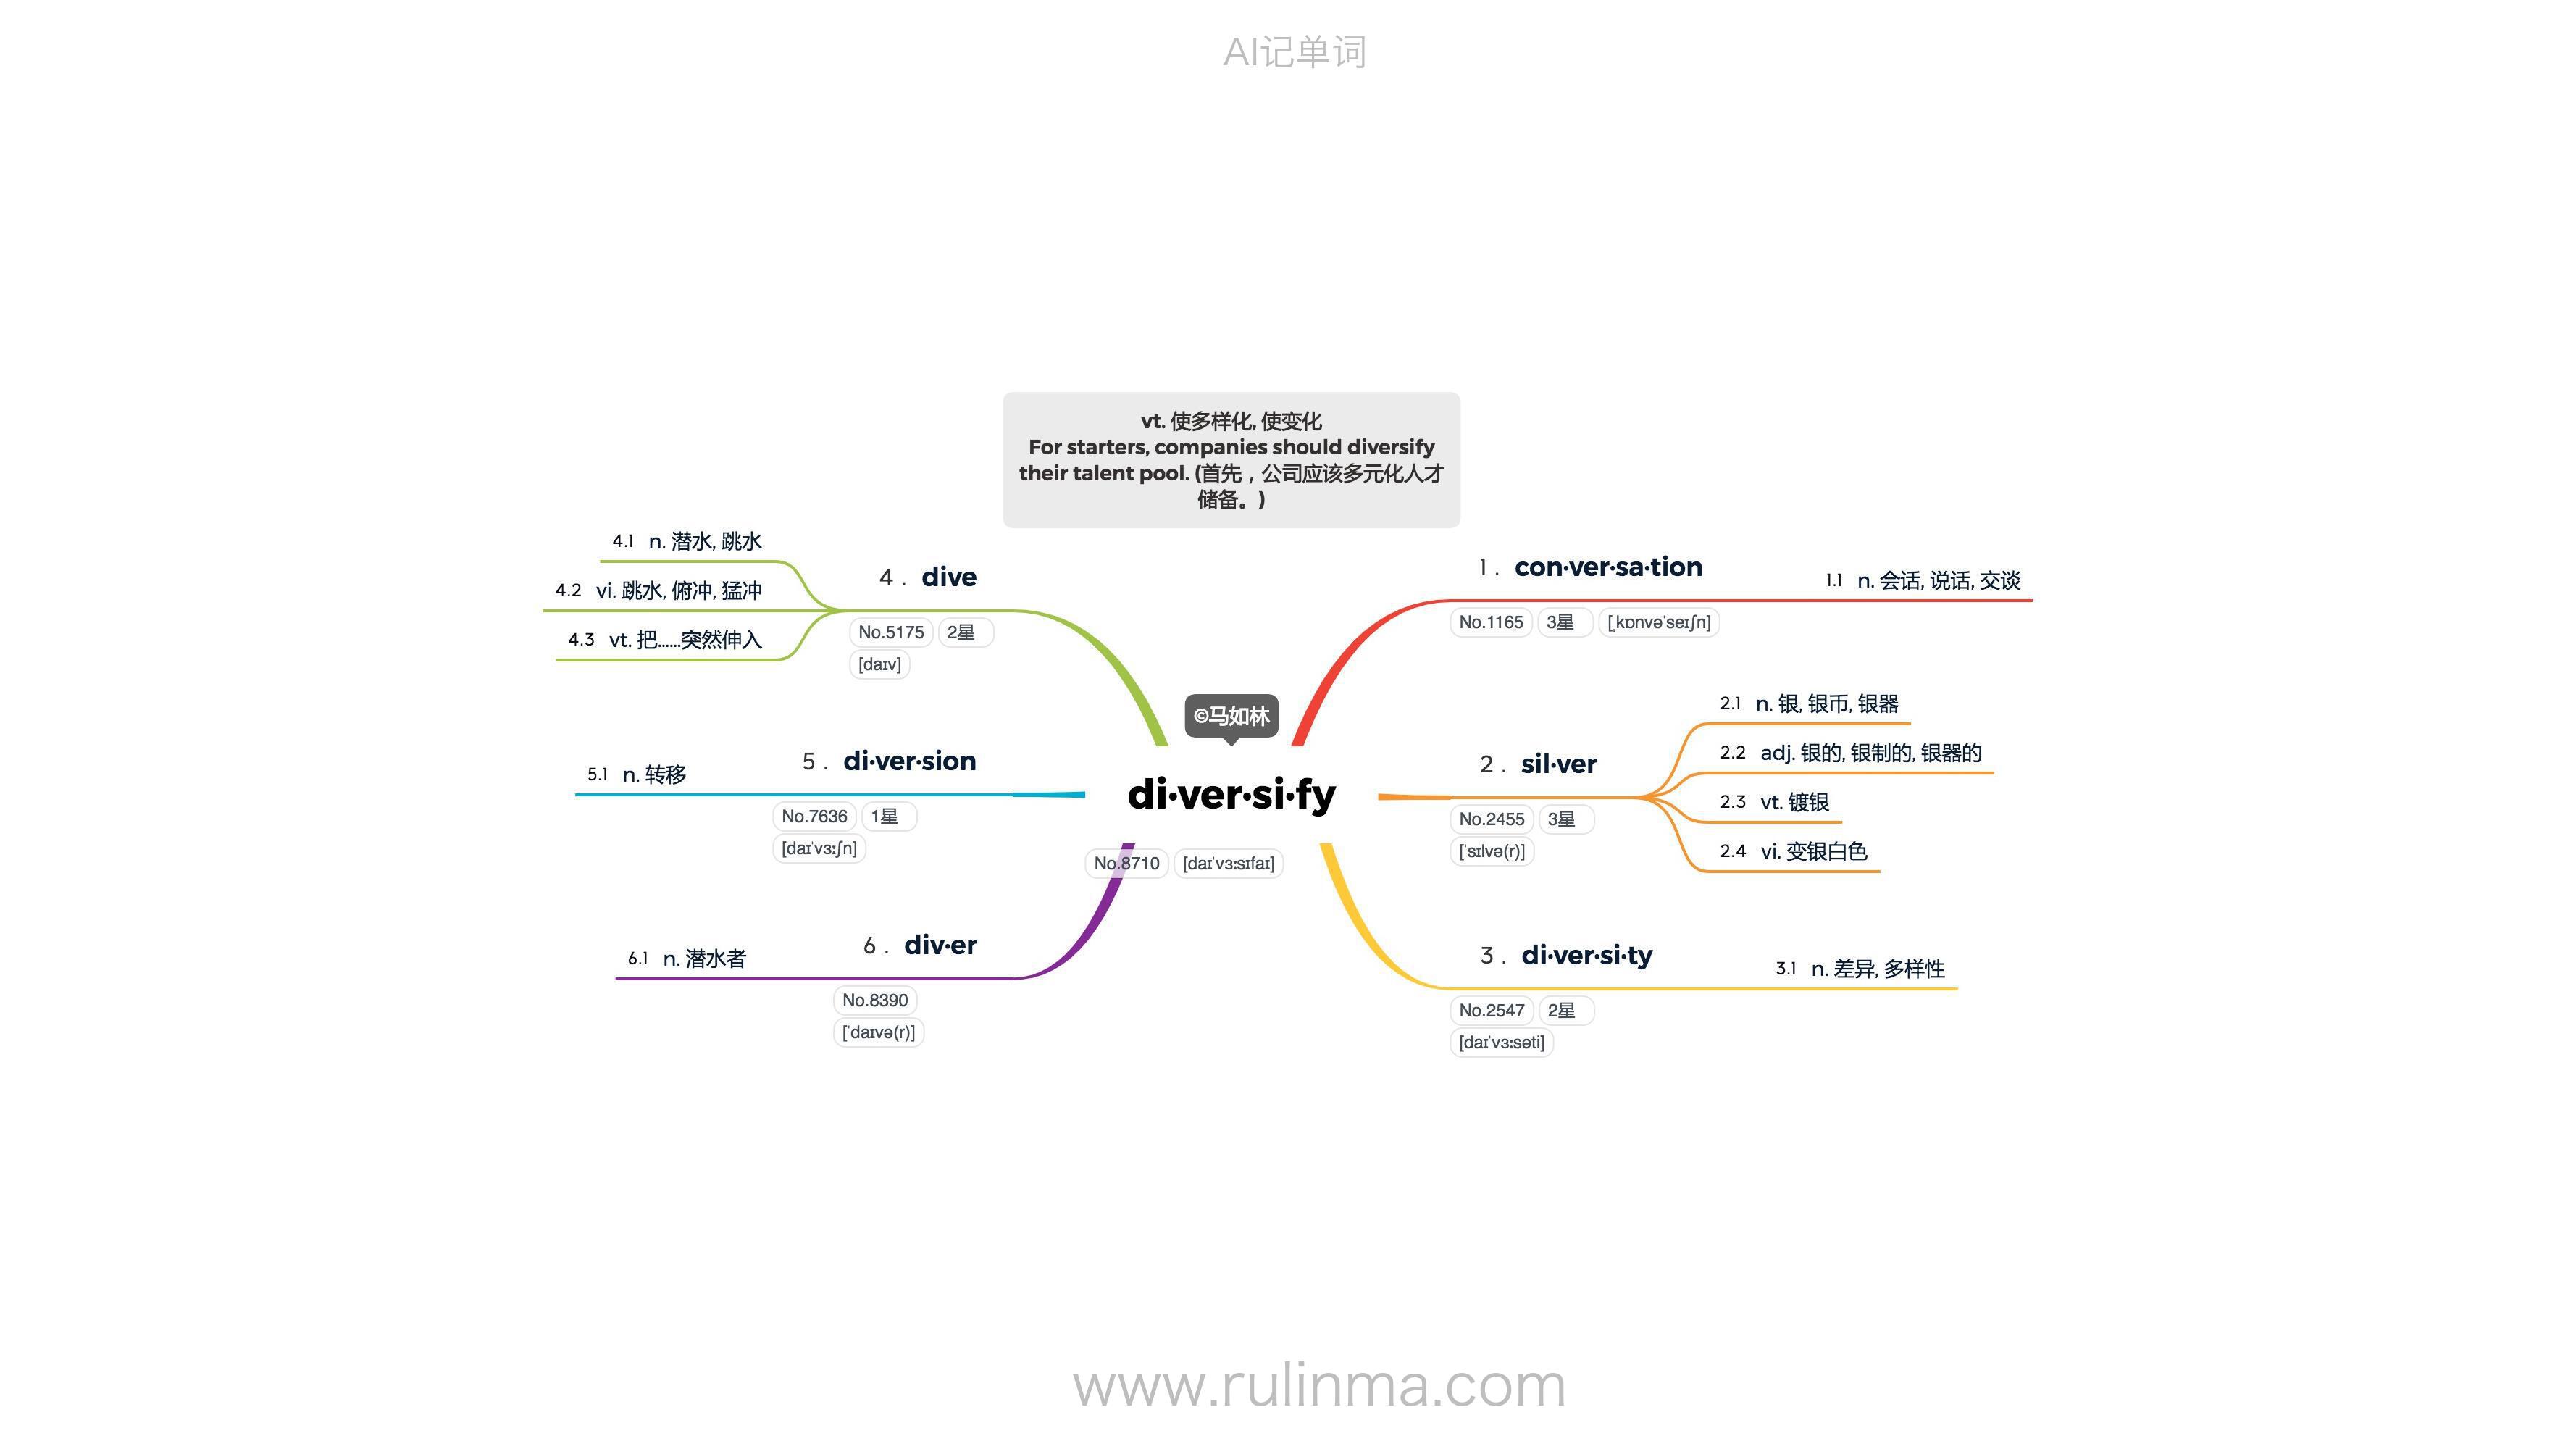 AI记单词
vt. 使多样化, 使变化
For starters, companies should diversify
their talent pool. (首先，公司应该多元化人才
储备。)
©马如林
di·ver·si·fy
No.8710 [daɪˈvɜːsɪfaɪ]
1 . con·ver·sa·tion
No.1165 3星 [ˌkɒnvəˈseɪʃn]
1.1 n. 会话, 说话, 交谈
2 . sil·ver
No.2455 3星
[ˈsɪlvə(r)]
2.1 n. 银, 银币, 银器
2.2 adj. 银的, 银制的, 银器的
2.3 vt. 镀银
2.4 vi. 变银白色
3 . di·ver·si·ty
No.2547 2星
[daɪˈvɜːsəti]
3.1 n. 差异, 多样性
4 . dive
No.5175 2星
[daɪv]
4.1 n. 潜水, 跳水
4.2 vi. 跳水, 俯冲, 猛冲
4.3 vt. 把……突然伸入
5 . di·ver·sion
No.7636 1星
[daɪˈvɜːʃn]
5.1 n. 转移
6 . div·er
No.8390
[ˈdaɪvə(r)]
6.1 n. 潜水者
www.rulinma.com